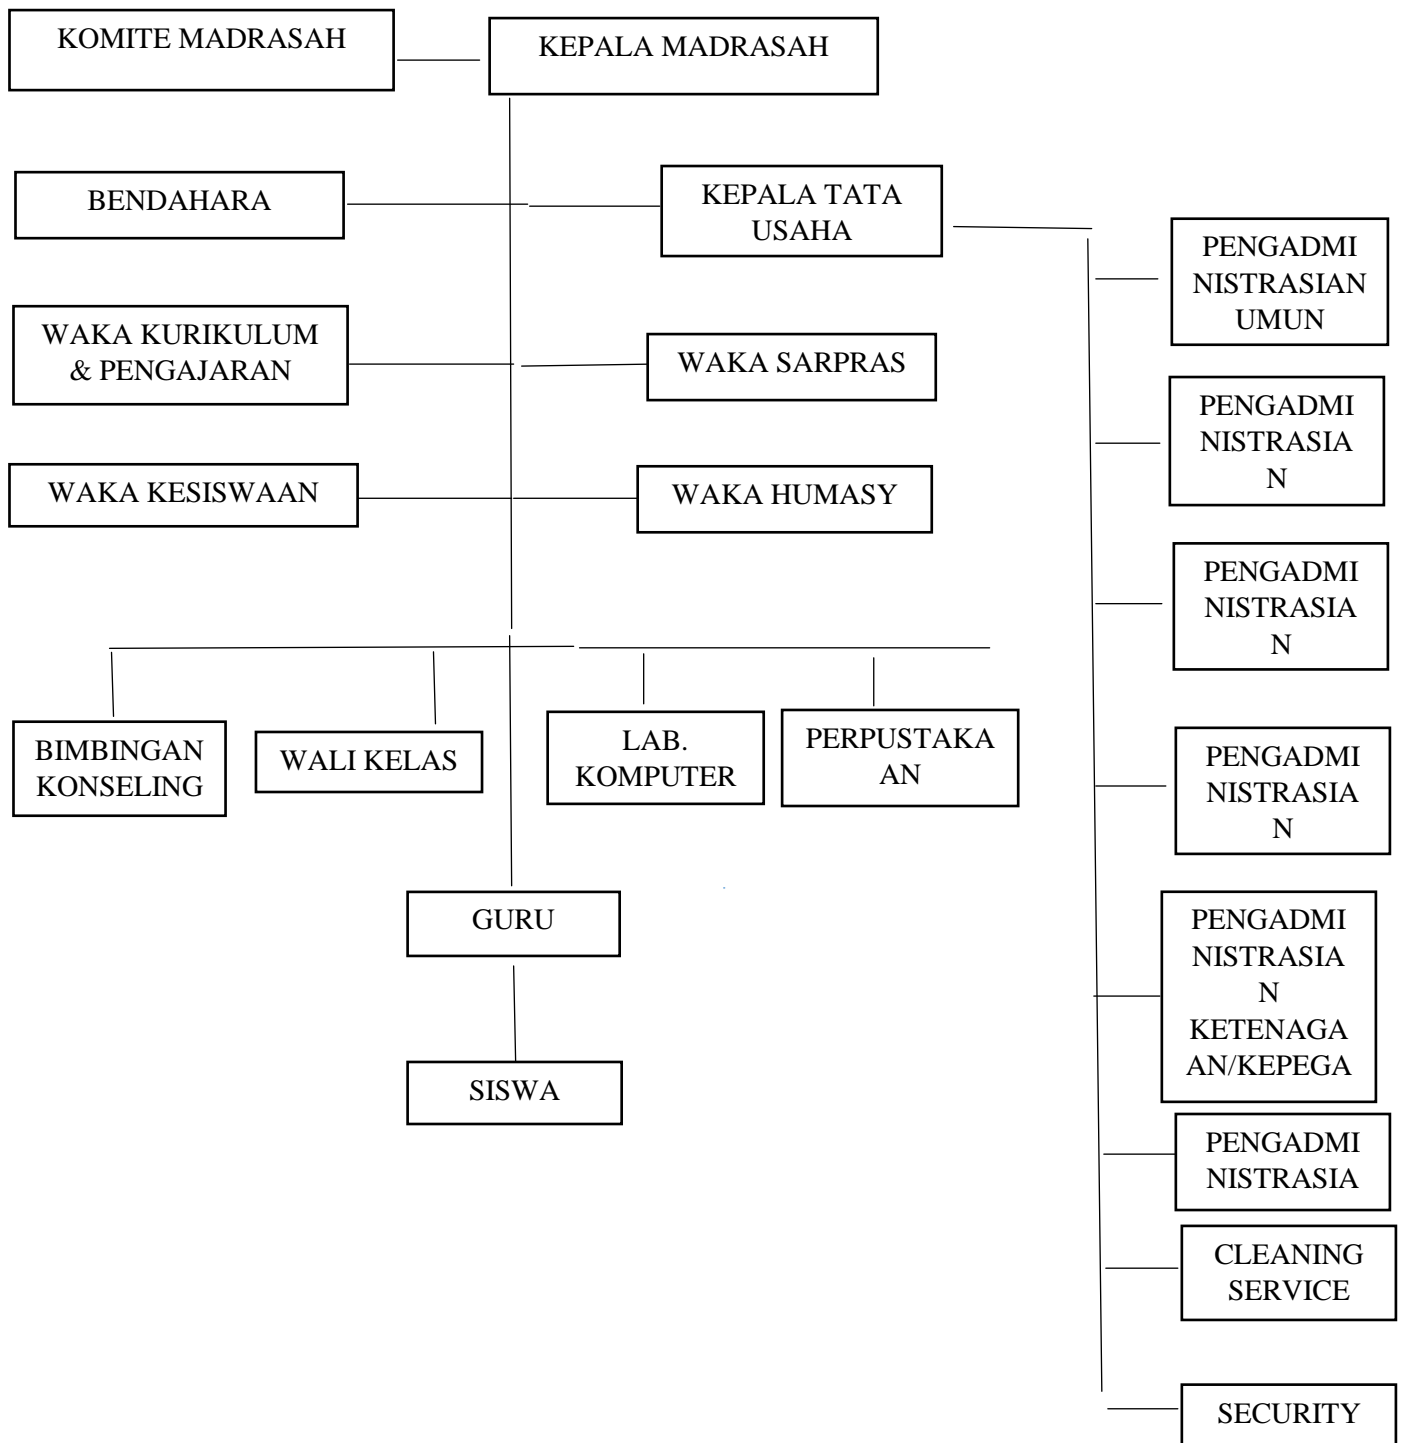 KOMITE MADRASAH
KEPALA MADRASAH
BENDAHARA
KEPALA TATA
USAHA
PENGADMI
NISTRASIAN
UMUN
WAKA KURIKULUM
& PENGAJARAN
WAKA SARPRAS
PENGADMI
NISTRASIA
N
WAKA KESISWAAN
WAKA HUMASY
PENGADMI
NISTRASIA
N
BIMBINGAN
KONSELING
WALI KELAS
LAB.
KOMPUTER
PERPUSTAKA
AN
PENGADMI
NISTRASIA
N
GURU
PENGADMI
NISTRASIA
N
KETENAGA
AN/KEPEGA
SISWA
PENGADMI
NISTRASIA
CLEANING
SERVICE
SECURITY